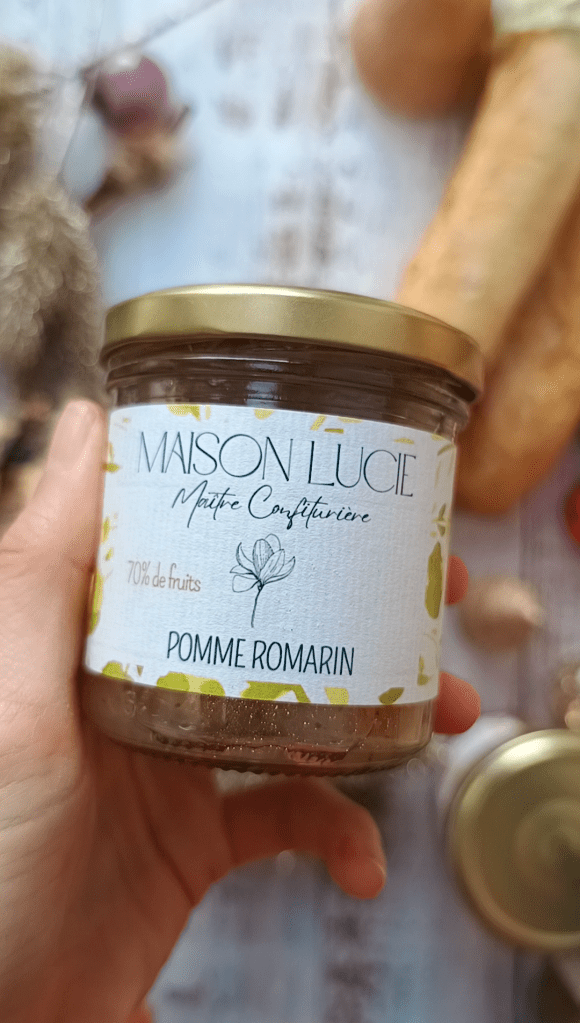 MAISON LUCIE
Maître Confiturière
70% de fruits
POMME ROMARIN